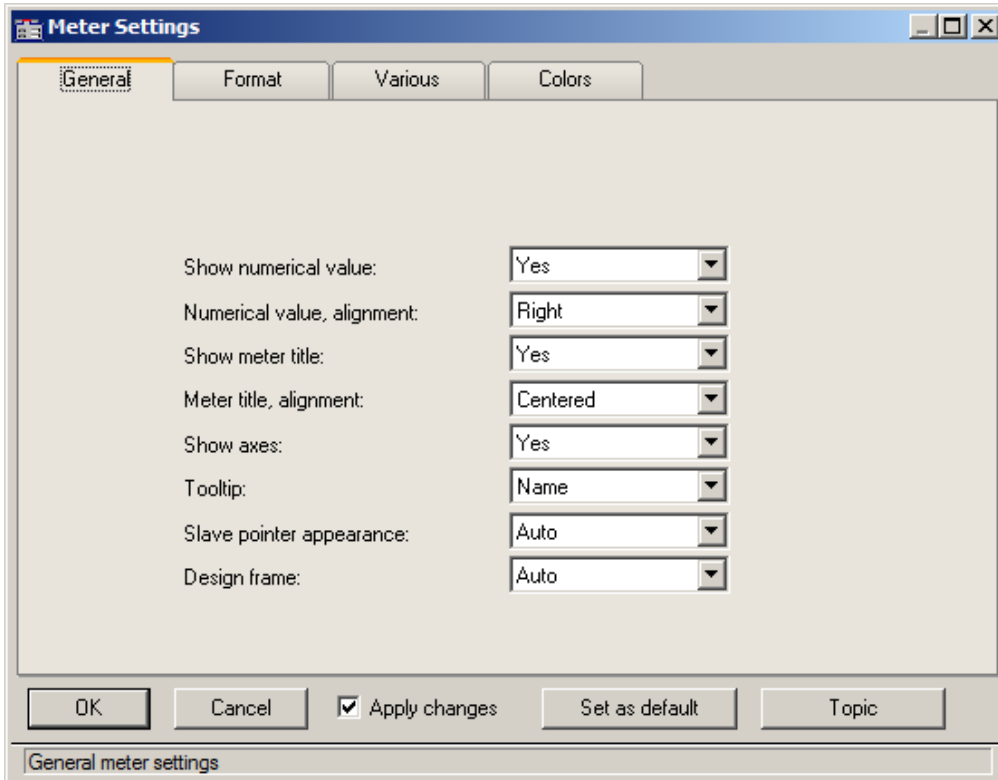 Meter Settings
General Format Various Colors
Show numerical value: Yes
Numerical value, alignment: Right
Show meter title: Yes
Meter title, alignment: Centered
Show axes: Yes
Tooltip: Name
Slave pointer appearance: Auto
Design frame: Auto
OK Cancel Apply changes Set as default Topic
General meter settings